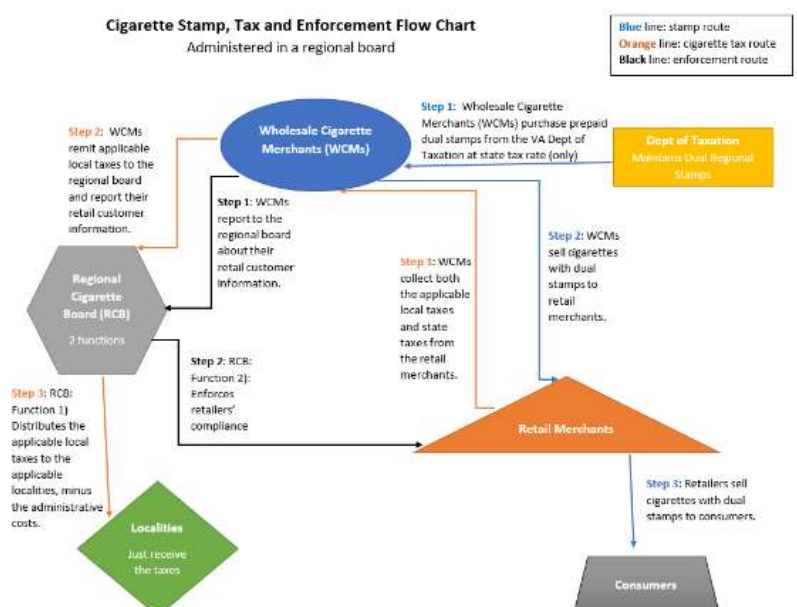 Cigarette Stamp, Tax and Enforcement Flow Chart
Administered in a regional board
Blue line: stamp route
Orange line: cigarette tax route
Black line: enforcement route
Step 1: Wholesale Cigarette
Merchants (WCMs) purchase prepaid
dual stamps from the VA Dept of
Taxation at state tax rate (only)
Dept of Taxation
Maintains Dual Regional
Stamps
Wholesale Cigarette
Merchants (WCMs)
Step 2: WCMs
remit applicable
local taxes to the
regional board
and report their
retail customer
information.
Step 1: WCMs
report to the
regional board
about their
retail customer
information.
Step 1: WCMs
collect both
the applicable
local taxes
and state
taxes from
the retail
merchants.
Step 2: WCMs
sell cigarettes
with dual
stamps to
retail
merchants.
Regional
Cigarette
Board (RCB)
2 functions
Step 2: RCB:
Function 2):
Enforces
retailers'
compliance
Step 3: RCB:
Function 1)
Distributes the
applicable local
taxes to the
applicable
localities, minus
the administrative
costs.
Retail Merchants
Step 3: Retailers sell
cigarettes with dual
stamps to consumers.
Localities
Just receive
the taxes
Consumers